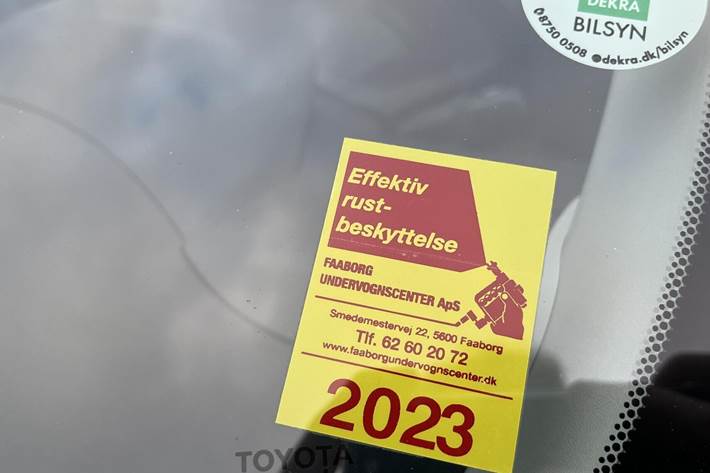 DEKRA
BILSYN
08750 0508 dekra.dk/bilsyn
Effektiv
rust-
beskyttelse
FAABORG
UNDERVOGNSCENTER ApS
Smedemestervej 22, 5600 Faaborg
Tlf. 62 60 20 72
www.faaborgundervognscenter.dk
2023
TOYOTA